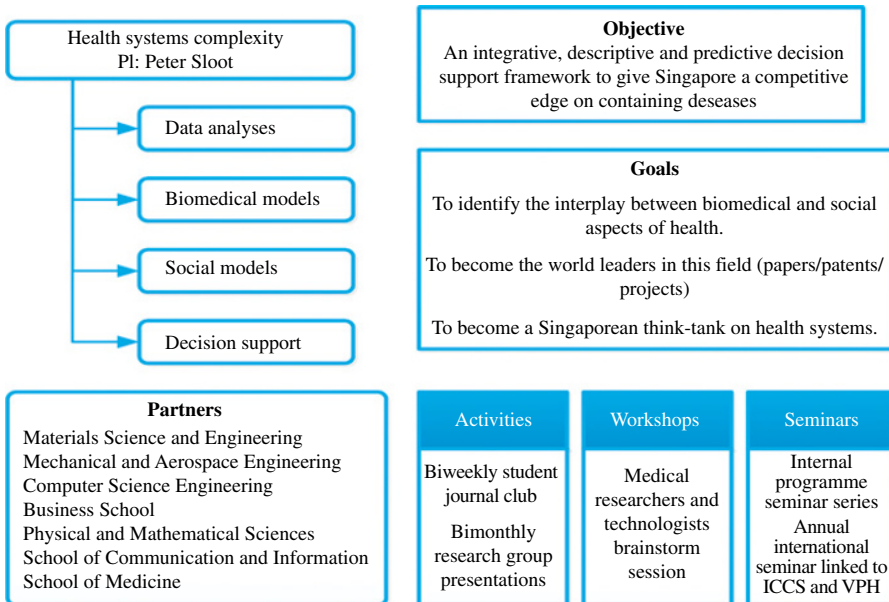 Health systems complexity
Pl: Peter Sloot
Data analyses
Biomedical models
Social models
Decision support
Objective
An integrative, descriptive and predictive decision
support framework to give Singapore a competitive
edge on containing deseases
Goals
To identify the interplay between biomedical and social
aspects of health.
To become the world leaders in this field (papers/patents/
projects)
To become a Singaporean think-tank on health systems.
Partners
Materials Science and Engineering
Mechanical and Aerospace Engineering
Computer Science Engineering
Business School
Physical and Mathematical Sciences
School of Communication and Information
School of Medicine
Activities
Biweekly student
journal club
Bimonthly
research group
presentations
Workshops
Medical
researchers and
technologists
brainstorm
session
Seminars
Internal
programme
seminar series
Annual
international
seminar linked to
ICCS and VPH